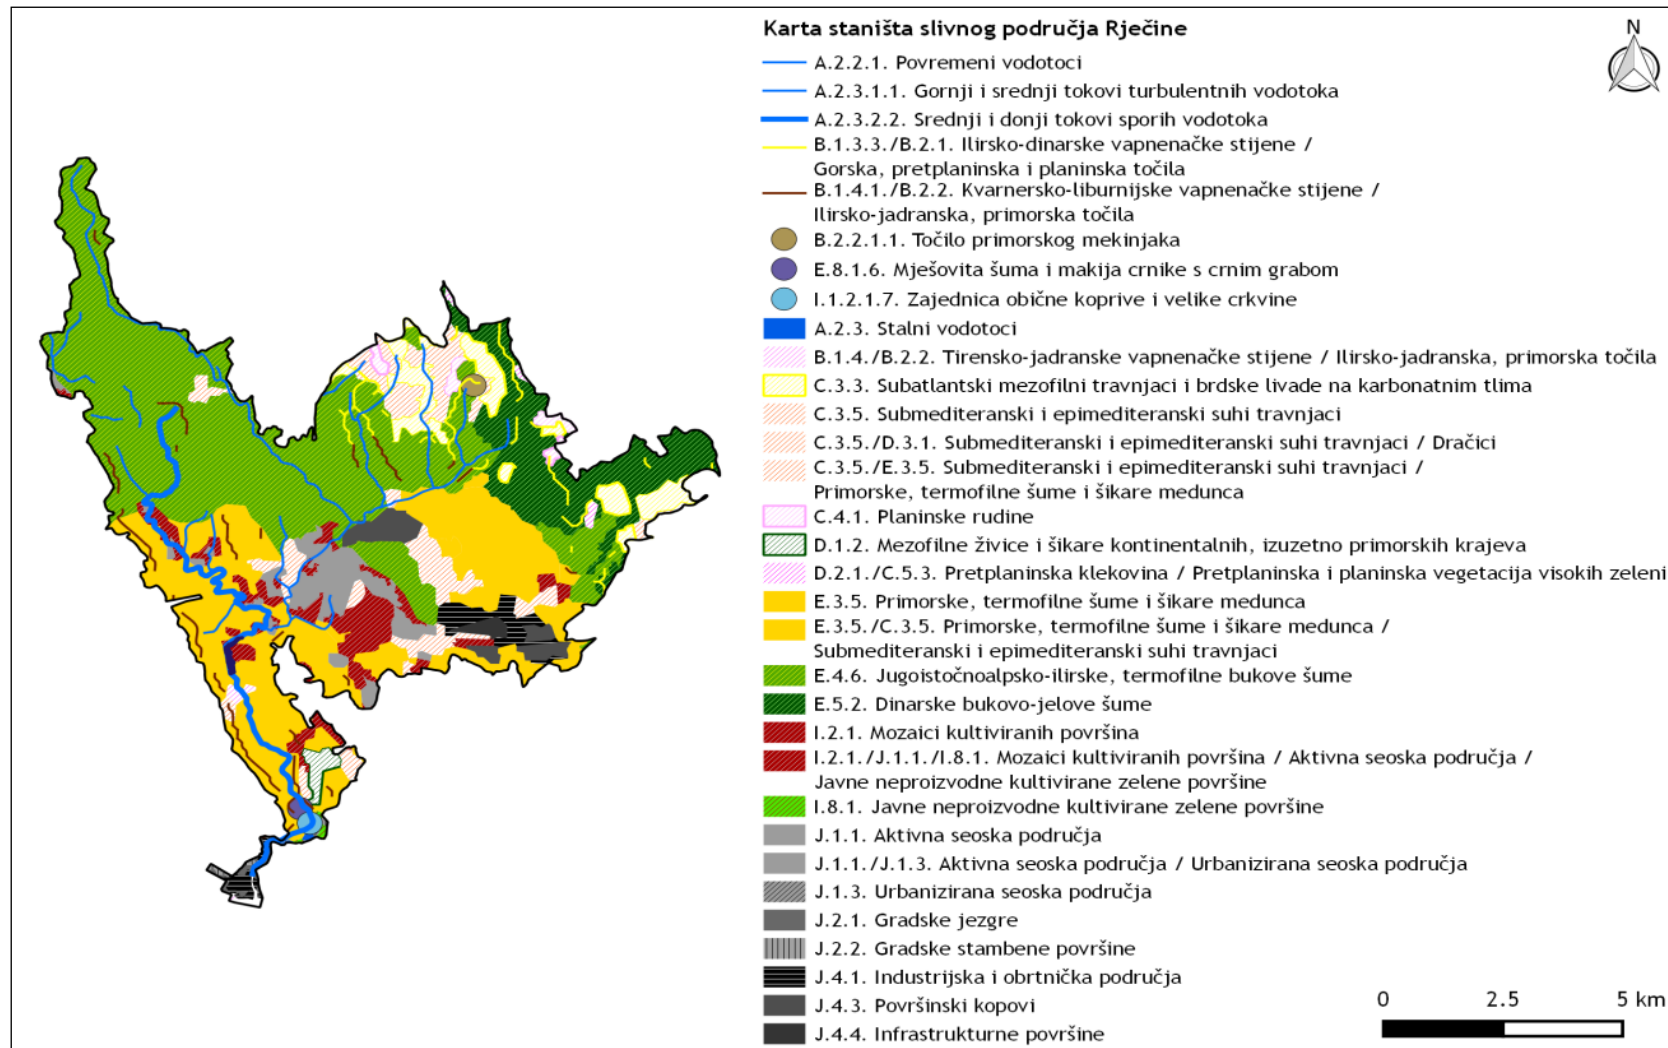 Karta staništa slivnog područja Rječine
N
A.2.2.1. Povremeni vodotoci
A.2.3.1.1. Gornji i srednji tokovi turbulentnih vodotoka
A.2.3.2.2. Srednji i donji tokovi sporih vodotoka
B.1.3.3./B.2.1. Ilirsko-dinarske vapnenačke stijene /
Gorska, pretplaninska i planinska točila
B.1.4.1./B.2.2. Kvarnersko-liburnijske vapnenačke stijene /
Ilirsko-jadranska, primorska točila
B.2.2.1.1. Točilo primorskog mekinjaka
E.8.1.6. Mješovita šuma i makija crnike s crnim grabom
I.1.2.1.7. Zajednica obične koprive i velike crkvine
A.2.3. Stalni vodotoci
B.1.4./B.2.2. Tirensko-jadranske vapnenačke stijene / Ilirsko-jadranska, primorska točila
C.3.3. Subatlantski mezofilni travnjaci i brdske livade na karbonatnim tlima
C.3.5. Submediteranski i epimediteranski suhi travnjaci
C.3.5./D.3.1. Submediteranski i epimediteranski suhi travnjaci / Dračici
C.3.5./E.3.5. Submediteranski i epimediteranski suhi travnjaci /
Primorske, termofilne šume i šikare medunca
C.4.1. Planinske rudine
D.1.2. Mezofilne živice i šikare kontinentalnih, izuzetno primorskih krajeva
D.2.1./C.5.3. Pretplaninska klekovina / Pretplaninska i planinska vegetacija visokih zeleni
E.3.5. Primorske, termofilne šume i šikare medunca
E.3.5./C.3.5. Primorske, termofilne šume i šikare medunca /
Submediteranski i epimediteranski suhi travnjaci
E.4.6. Jugoistočnoalpsko-ilirske, termofilne bukove šume
E.5.2. Dinarske bukovo-jelove šume
I.2.1. Mozaici kultiviranih površina
I.2.1./J.1.1./I.8.1. Mozaici kultiviranih površina / Aktivna seoska područja /
Javne neproizvodne kultivirane zelene površine
I.8.1. Javne neproizvodne kultivirane zelene površine
J.1.1. Aktivna seoska područja
J.1.1./J.1.3. Aktivna seoska područja / Urbanizirana seoska područja
J.1.3. Urbanizirana seoska područja
J.2.1. Gradske jezgre
J.2.2. Gradske stambene površine
J.4.1. Industrijska i obrtnička područja
J.4.3. Površinski kopovi
J.4.4. Infrastrukturne površine
0 2.5 5 km